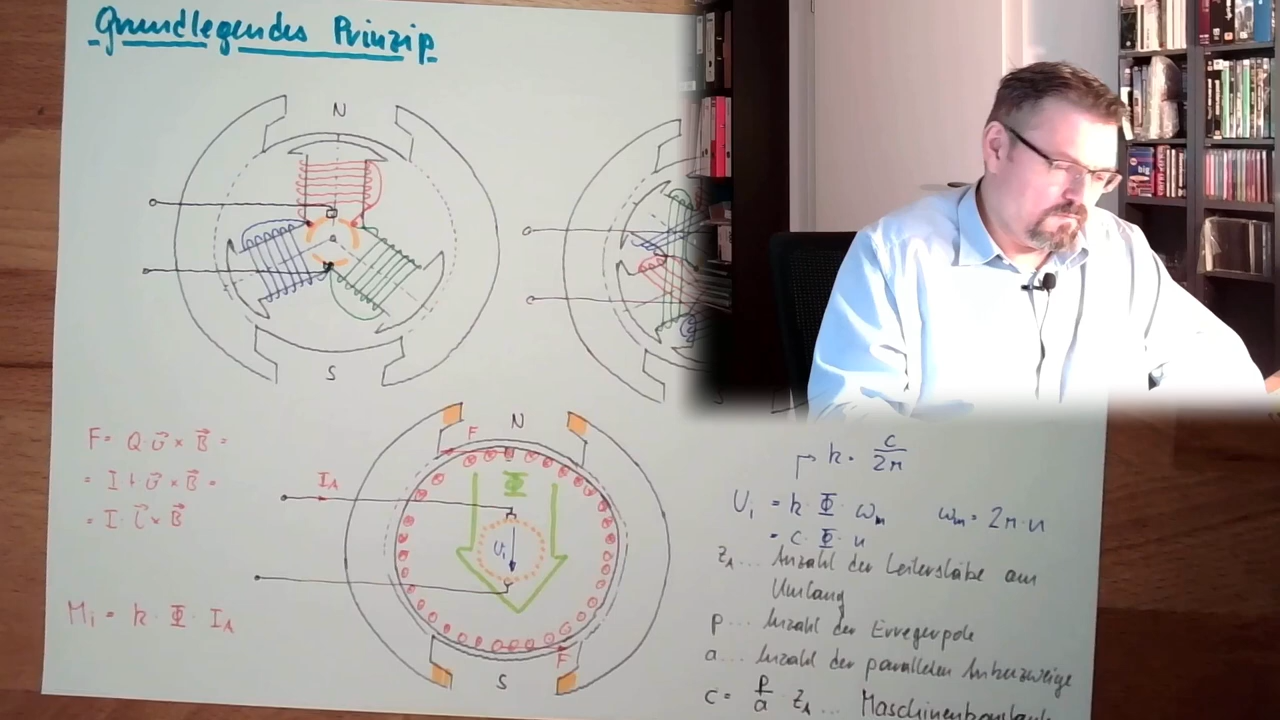 Grundlegendes Prinzip
N
S
N
F
F = Q · v⃗ × B⃗ =
= I t v⃗ × B⃗ =
= I · l⃗ × B⃗
I_A
Φ
U_i
M_i = k · Φ · I_A
F
S
k = c/2π
U_i = k · Φ · ω_m ω_m = 2π · n
= c · Φ · n
z_A ... Anzahl der Leiterstäbe am
Umfang
p ... Anzahl der Erregerpole
a ... Anzahl der parallelen Ankerzweige
c = p/a z_A ... Maschinenkonstante
big